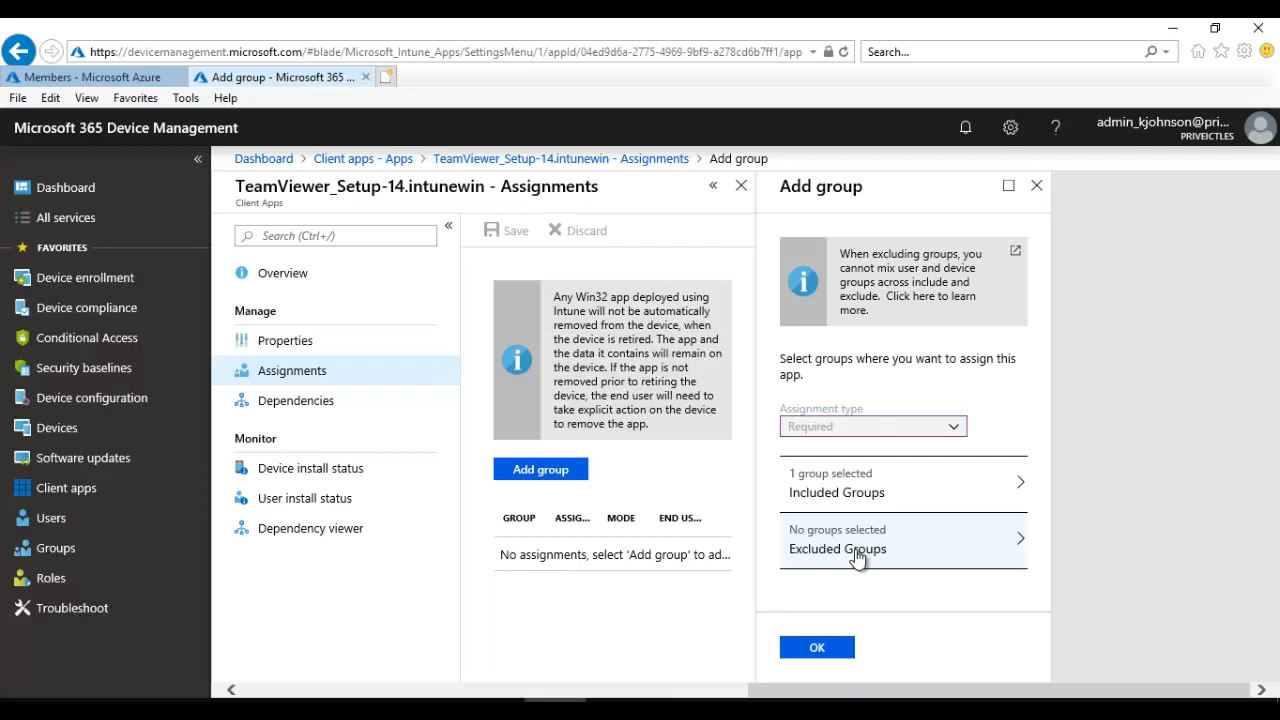 https://devicemanagement.microsoft.com/#blade/Microsoft_Intune_Apps/SettingsMenu/1/appId/04ed9d6a-2775-4969-9bf9-a278cd6b7ff1/app
Search...
Members - Microsoft Azure
Add group - Microsoft 365 ...
File Edit View Favorites Tools Help
Microsoft 365 Device Management
admin_kjohnson@pri...
PRIVEICTLES
Dashboard
All services
FAVORITES
Device enrollment
Device compliance
Conditional Access
Security baselines
Device configuration
Devices
Software updates
Client apps
Users
Groups
Roles
Troubleshoot
Dashboard > Client apps - Apps > TeamViewer_Setup-14.intunewin - Assignments > Add group
TeamViewer_Setup-14.intunewin - Assignments
Client Apps
Search (Ctrl+/)
Overview
Manage
Properties
Assignments
Dependencies
Monitor
Device install status
User install status
Dependency viewer
Save Discard
Any Win32 app deployed using
Intune will not be automatically
removed from the device, when
the device is retired. The app and
the data it contains will remain on
the device. If the app is not
removed prior to retiring the
device, the end user will need to
take explicit action on the device
to remove the app.
Add group
GROUP ASSIG... MODE END US...
No assignments, select 'Add group' to ad...
Add group
When excluding groups, you
cannot mix user and device
groups across include and
exclude. Click here to learn
more.
Select groups where you want to assign this
app.
Assignment type
Required
1 group selected
Included Groups
No groups selected
Excluded Groups
OK